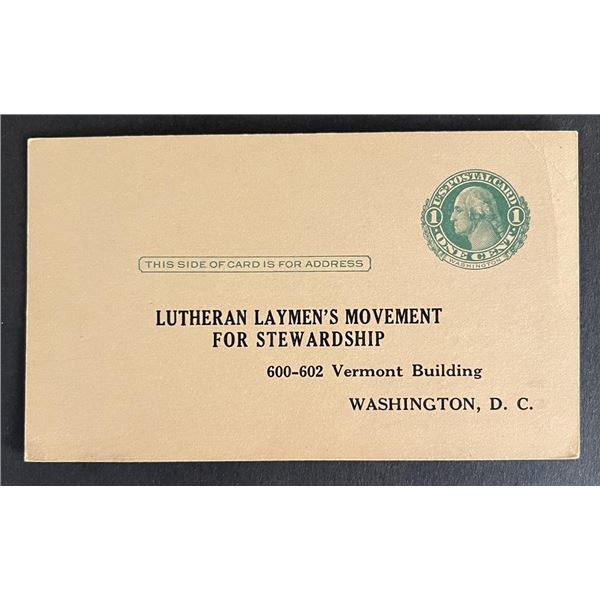 U.S. POSTAL CARD
1 1
ONE CENT
WASHINGTON
THIS SIDE OF CARD IS FOR ADDRESS
LUTHERAN LAYMEN'S MOVEMENT
FOR STEWARDSHIP
600-602 Vermont Building
WASHINGTON, D. C.